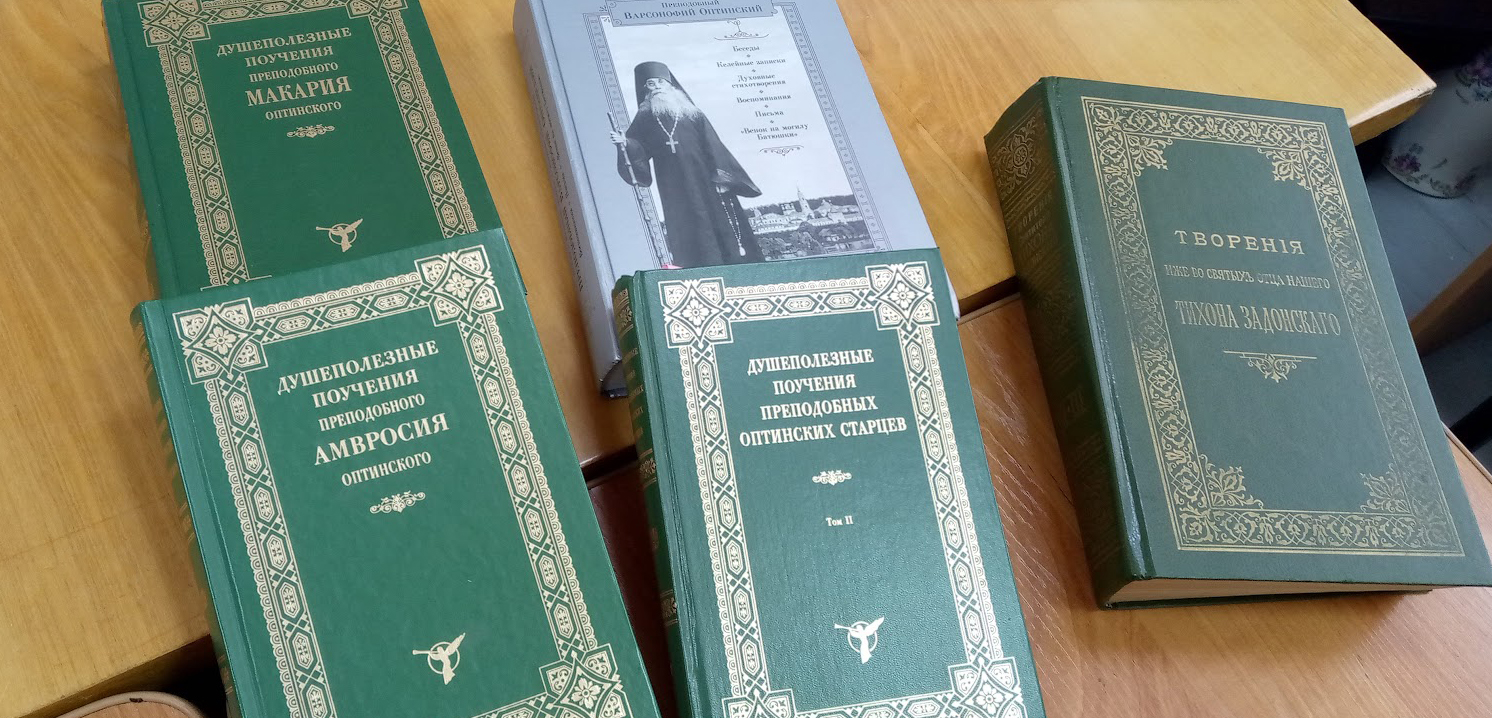 ДУШЕПОЛЕЗНЫЕ
ПОУЧЕНИЯ
ПРЕПОДОБНОГО
МАКАРИЯ
ОПТИНСКОГО
Преподобный
Варсонофий Оптинский
Беседы
Келейные записки
Духовные
стихотворения
Воспоминания
Письма
«Венок на могилу
Батюшки»
ДУШЕПОЛЕЗНЫЕ
ПОУЧЕНИЯ
ПРЕПОДОБНОГО
АМВРОСИЯ
ОПТИНСКОГО
ДУШЕПОЛЕЗНЫЕ
ПОУЧЕНИЯ
ПРЕПОДОБНЫХ
ОПТИНСКИХ СТАРЦЕВ
Том II
ТВОРЕНІЯ
ИЖЕ ВО СВЯТЫХЪ ОТЦА НАШЕГО
ТИХОНА ЗАДОНСКАГО